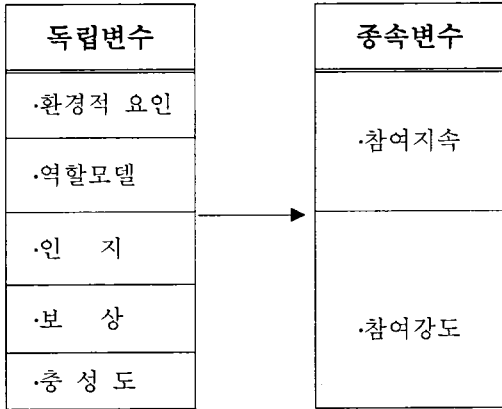 독립변수
·환경적 요인
·역할모델
·인 지
·보 상
·충 성 도
종속변수
·참여지속
·참여강도